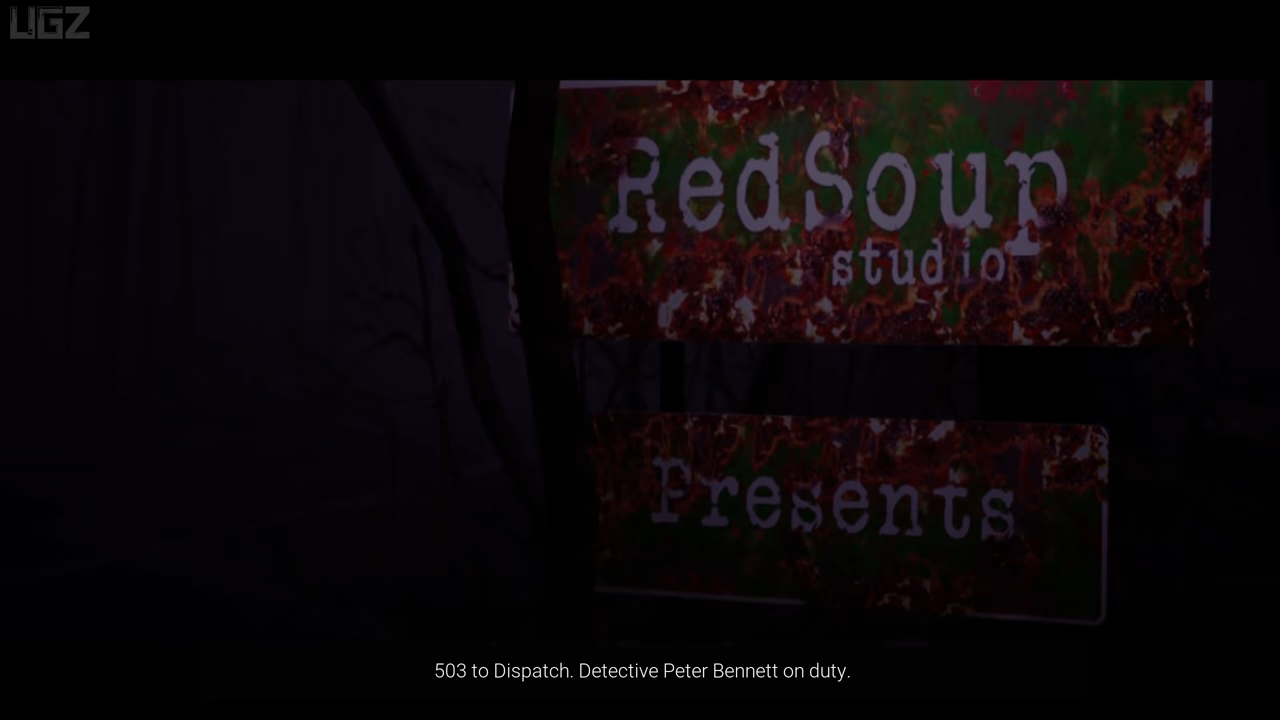 UGZ
RedSoup
studio
Presents
503 to Dispatch. Detective Peter Bennett on duty.